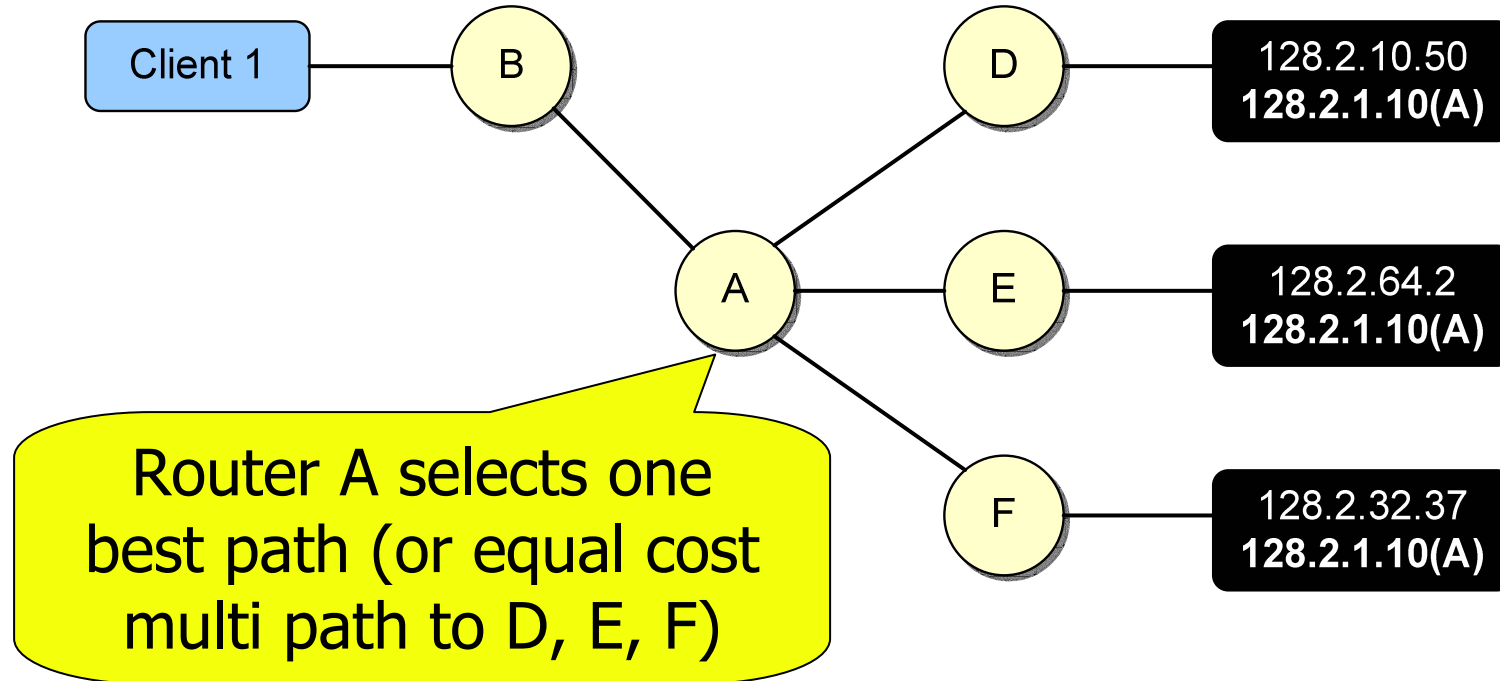 Client 1
B
D
128.2.10.50
128.2.1.10(A)
A
E
128.2.64.2
128.2.1.10(A)
Router A selects one
best path (or equal cost
multi path to D, E, F)
F
128.2.32.37
128.2.1.10(A)